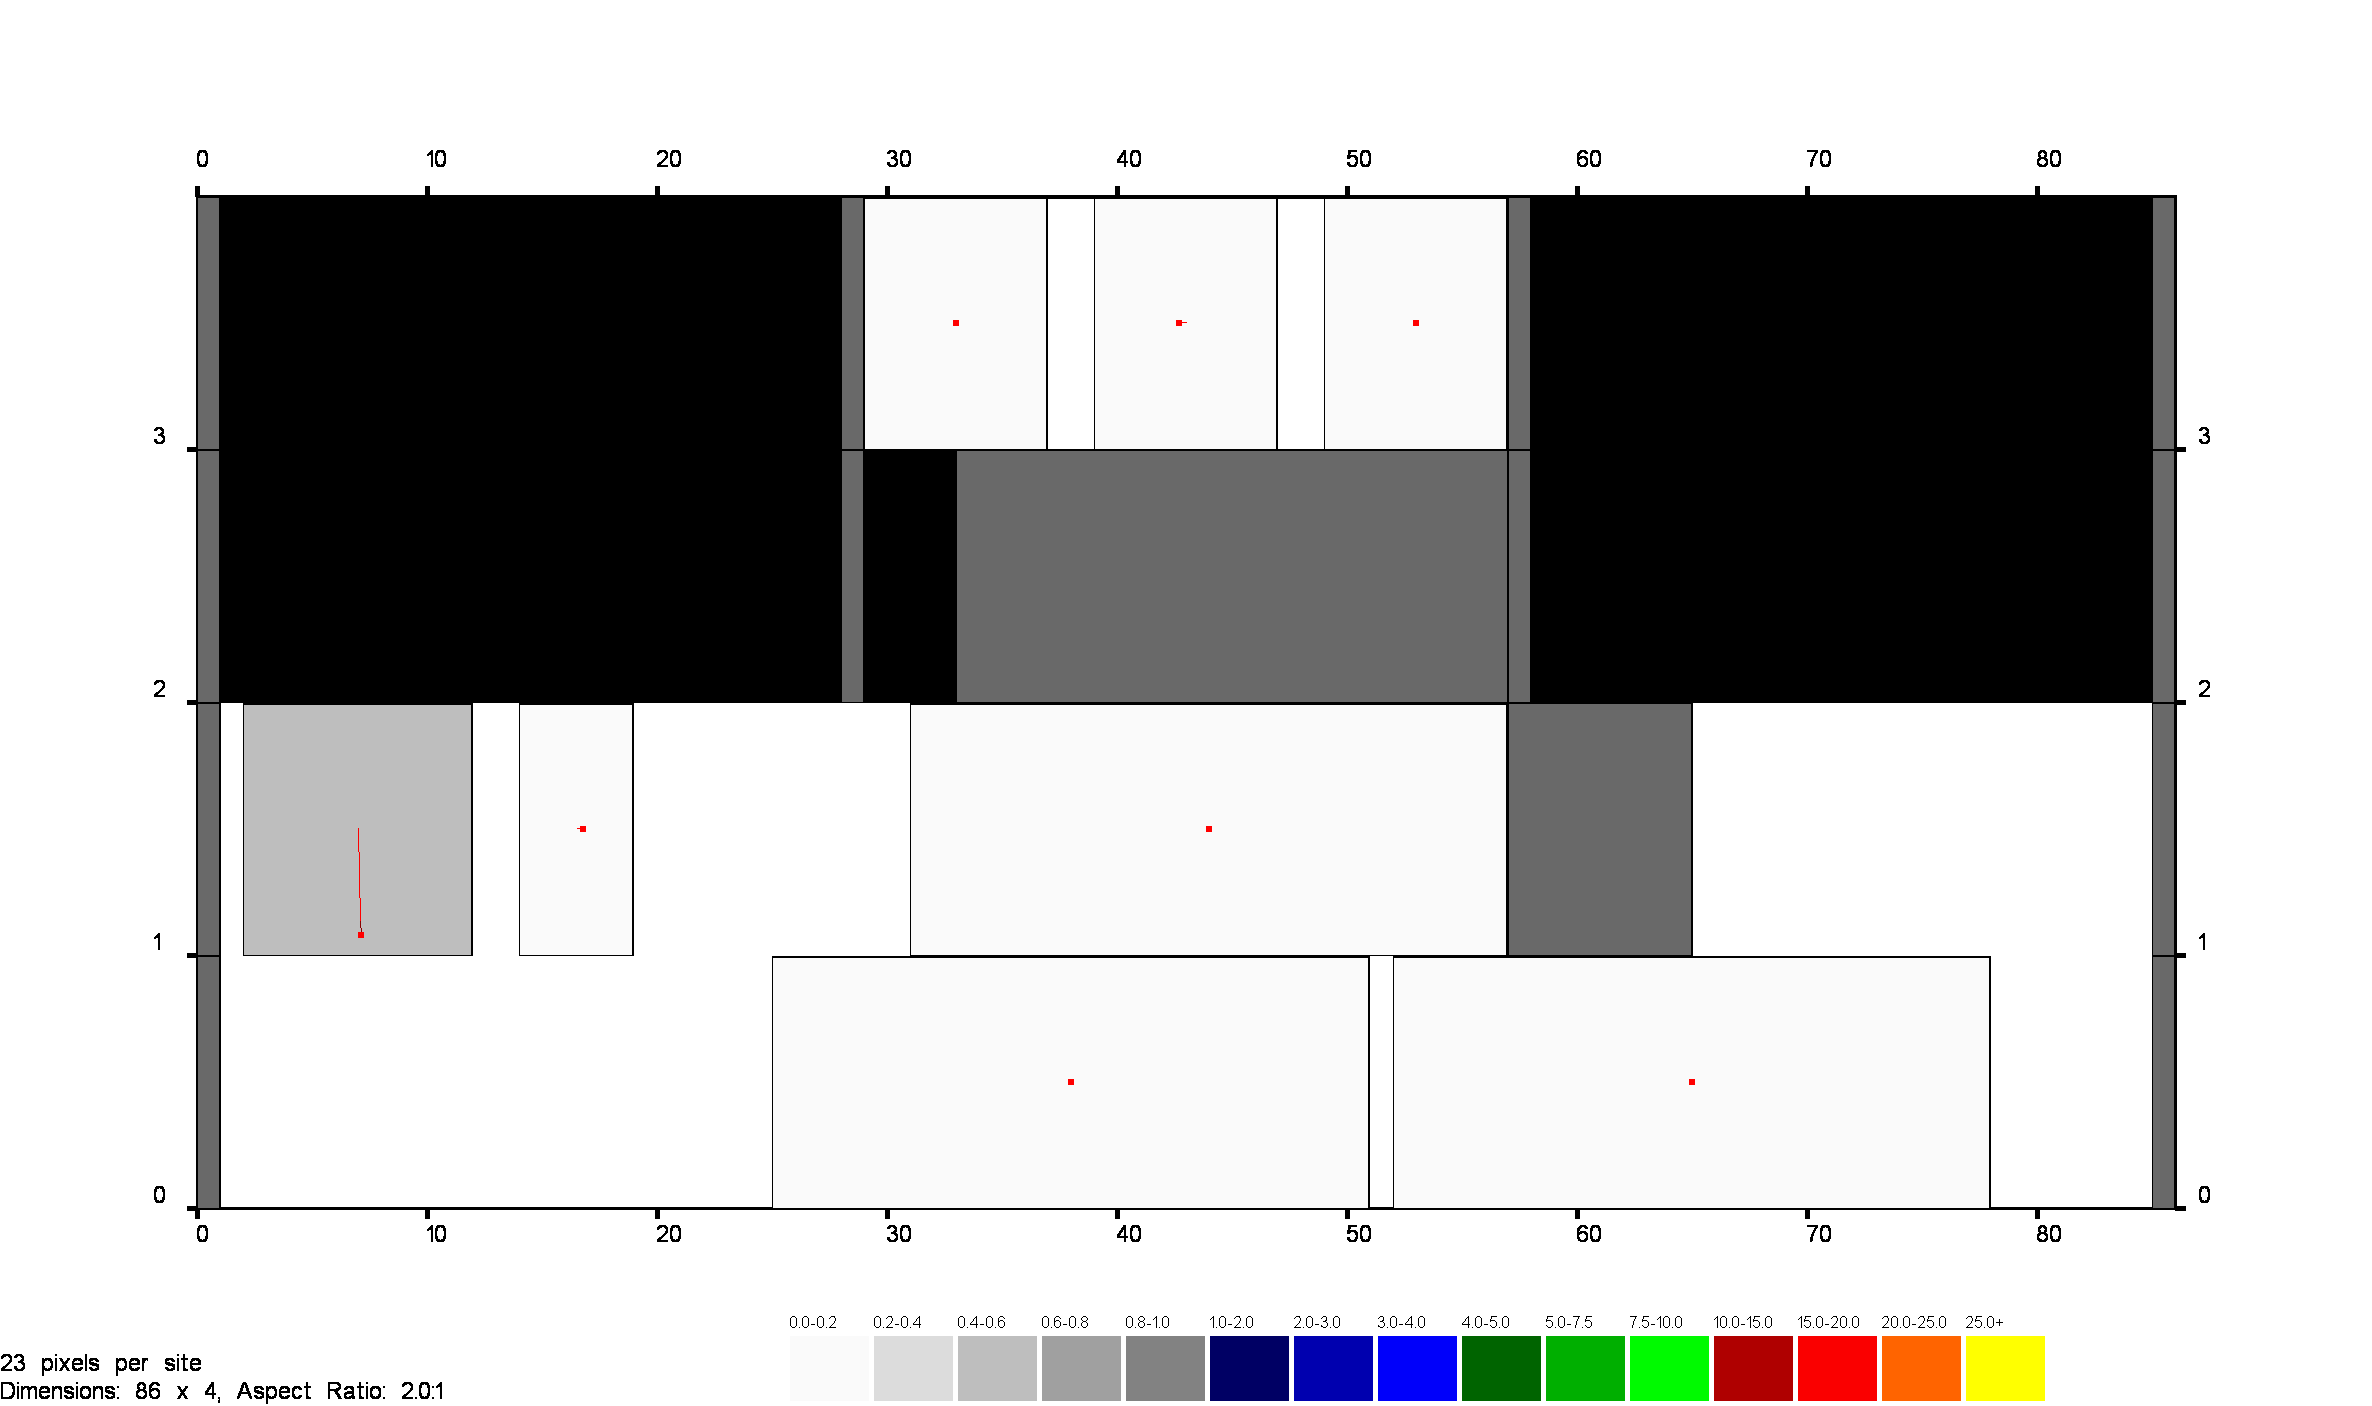 0 10 20 30 40 50 60 70 80
3 3
2 2
1 1
0 0
0 10 20 30 40 50 60 70 80
0.0-0.2 0.2-0.4 0.4-0.6 0.6-0.8 0.8-1.0 1.0-2.0 2.0-3.0 3.0-4.0 4.0-5.0 5.0-7.5 7.5-10.0 10.0-15.0 15.0-20.0 20.0-25.0 25.0+
23 pixels per site
Dimensions: 86 x 4, Aspect Ratio: 2.0:1